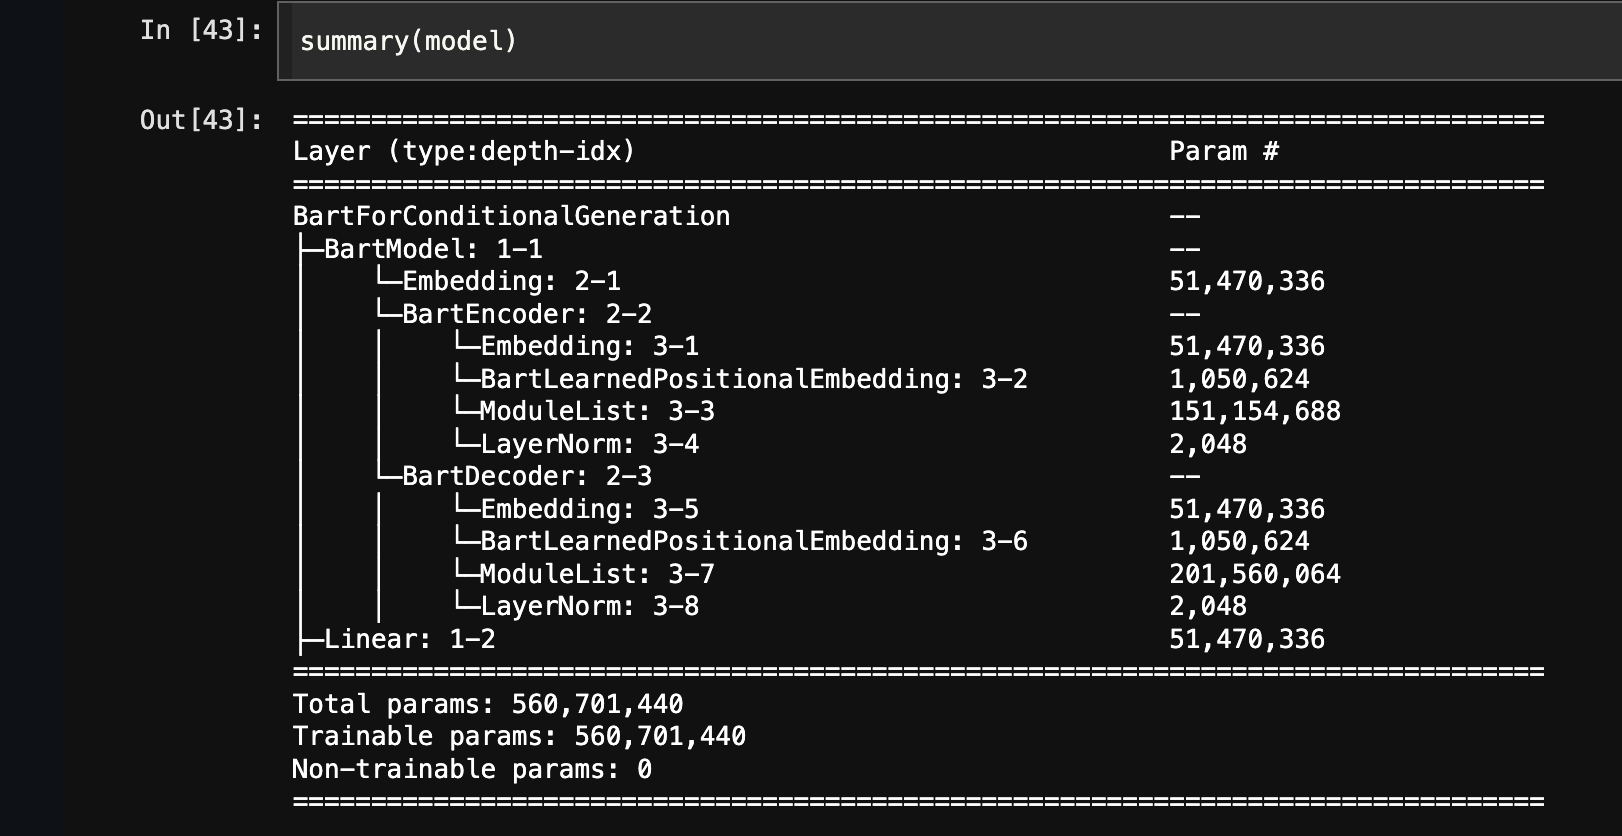 In [43]: summary(model)
Out[43]: ================================================================================
Layer (type:depth-idx) Param #
================================================================================
BartForConditionalGeneration --
├─BartModel: 1-1 --
│    └─Embedding: 2-1 51,470,336
│    └─BartEncoder: 2-2 --
│    │    └─Embedding: 3-1 51,470,336
│    │    └─BartLearnedPositionalEmbedding: 3-2 1,050,624
│    │    └─ModuleList: 3-3 151,154,688
│    │    └─LayerNorm: 3-4 2,048
│    └─BartDecoder: 2-3 --
│    │    └─Embedding: 3-5 51,470,336
│    │    └─BartLearnedPositionalEmbedding: 3-6 1,050,624
│    │    └─ModuleList: 3-7 201,560,064
│    │    └─LayerNorm: 3-8 2,048
├─Linear: 1-2 51,470,336
================================================================================
Total params: 560,701,440
Trainable params: 560,701,440
Non-trainable params: 0
================================================================================